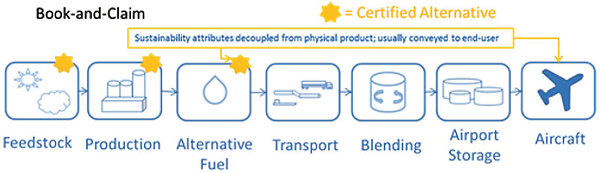 Book-and-Claim
= Certified Alternative
Sustainability attributes decoupled from physical product; usually conveyed to end-user
Feedstock
Production
Alternative
Fuel
Transport
Blending
Airport
Storage
Aircraft